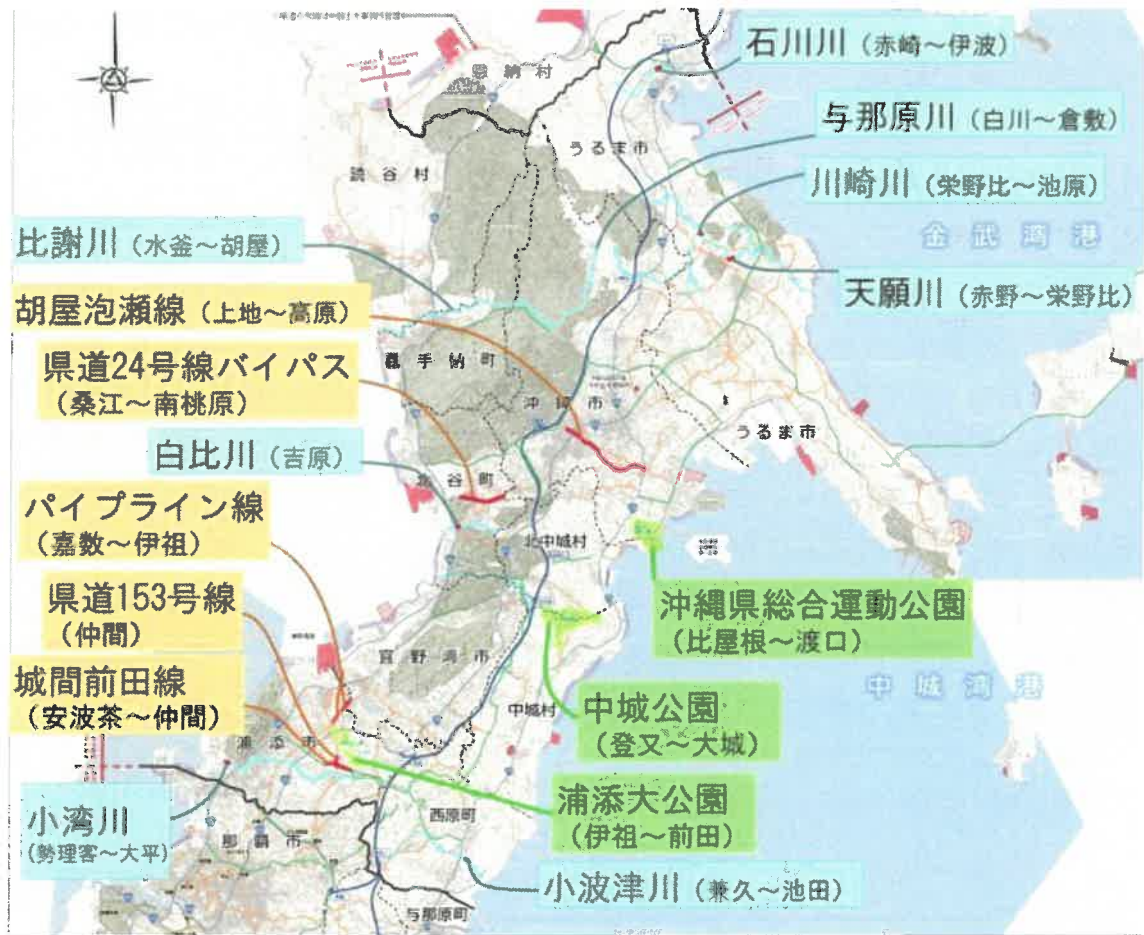 石川川（赤崎～伊波）
恩納村
与那原川（白川～倉敷）
うるま市
読谷村
川崎川（栄野比～池原）
金武湾港
比謝川（水釜～胡屋）
天願川（赤野～栄野比）
胡屋泡瀬線（上地～高原）
嘉手納町
県道24号線バイパス
（桑江～南桃原）
沖縄市
うるま市
白比川（吉原）
北谷町
パイプライン線
（嘉数～伊祖）
北中城村
県道153号線
（仲間）
沖縄県総合運動公園
（比屋根～渡口）
宜野湾市
城間前田線
（安波茶～仲間）
中城湾港
中城村
中城公園
（登又～大城）
浦添市
浦添大公園
（伊祖～前田）
西原町
小湾川
（勢理客～大平）
那覇市
小波津川（兼久～池田）
与那原町